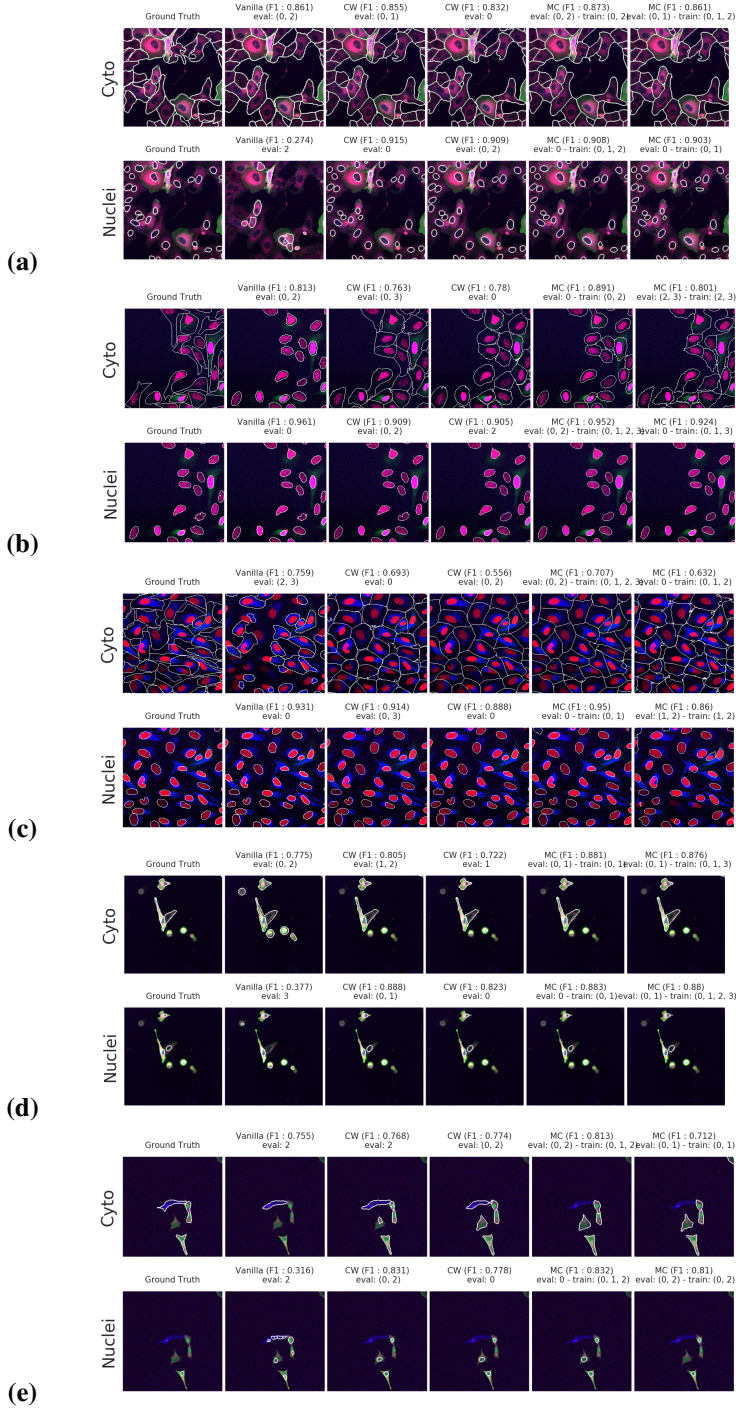 Ground Truth
Vanilla (F1 : 0.861)
eval: (0, 2)
CW (F1 : 0.855)
eval: (0, 1)
CW (F1 : 0.832)
eval: 0
MC (F1 : 0.873)
eval: (0, 2) - train: (0, 2)
MC (F1 : 0.861)
eval: (0, 1) - train: (0, 1, 2)
Cyto
Ground Truth
Vanilla (F1 : 0.274)
eval: 2
CW (F1 : 0.915)
eval: 0
CW (F1 : 0.909)
eval: (0, 2)
MC (F1 : 0.908)
eval: 0 - train: (0, 1, 2)
MC (F1 : 0.903)
eval: 0 - train: (0, 1)
Nuclei
(a)
Ground Truth
Vanilla (F1 : 0.813)
eval: (0, 2)
CW (F1 : 0.763)
eval: (0, 3)
CW (F1 : 0.78)
eval: 0
MC (F1 : 0.891)
eval: 0 - train: (0, 2)
MC (F1 : 0.801)
eval: (2, 3) - train: (2, 3)
Cyto
Ground Truth
Vanilla (F1 : 0.961)
eval: 0
CW (F1 : 0.909)
eval: (0, 2)
CW (F1 : 0.905)
eval: 2
MC (F1 : 0.952)
eval: (0, 2) - train: (0, 1, 2, 3)
MC (F1 : 0.924)
eval: 0 - train: (0, 1, 3)
Nuclei
(b)
Ground Truth
Vanilla (F1 : 0.759)
eval: (2, 3)
CW (F1 : 0.693)
eval: 0
CW (F1 : 0.556)
eval: (0, 2)
MC (F1 : 0.707)
eval: (0, 2) - train: (0, 1, 2, 3)
MC (F1 : 0.632)
eval: 0 - train: (0, 1, 2)
Cyto
Ground Truth
Vanilla (F1 : 0.931)
eval: 0
CW (F1 : 0.914)
eval: (0, 3)
CW (F1 : 0.888)
eval: 0
MC (F1 : 0.95)
eval: 0 - train: (0, 1)
MC (F1 : 0.86)
eval: (1, 2) - train: (1, 2)
Nuclei
(c)
Ground Truth
Vanilla (F1 : 0.775)
eval: (0, 2)
CW (F1 : 0.805)
eval: (1, 2)
CW (F1 : 0.722)
eval: 1
MC (F1 : 0.881)
eval: (0, 1) - train: (0, 1)
MC (F1 : 0.876)
eval: (0, 1) - train: (0, 1, 3)
Cyto
Ground Truth
Vanilla (F1 : 0.377)
eval: 3
CW (F1 : 0.888)
eval: (0, 1)
CW (F1 : 0.823)
eval: 0
MC (F1 : 0.883)
eval: 0 - train: (0, 1)
MC (F1 : 0.88)
eval: (0, 1) - train: (0, 1, 2, 3)
Nuclei
(d)
Ground Truth
Vanilla (F1 : 0.755)
eval: 2
CW (F1 : 0.768)
eval: 2
CW (F1 : 0.774)
eval: (0, 2)
MC (F1 : 0.813)
eval: (0, 2) - train: (0, 1, 2)
MC (F1 : 0.712)
eval: (0, 1) - train: (0, 1)
Cyto
Ground Truth
Vanilla (F1 : 0.316)
eval: 2
CW (F1 : 0.831)
eval: (0, 2)
CW (F1 : 0.778)
eval: 0
MC (F1 : 0.832)
eval: 0 - train: (0, 1, 2)
MC (F1 : 0.81)
eval: (0, 2) - train: (0, 2)
Nuclei
(e)